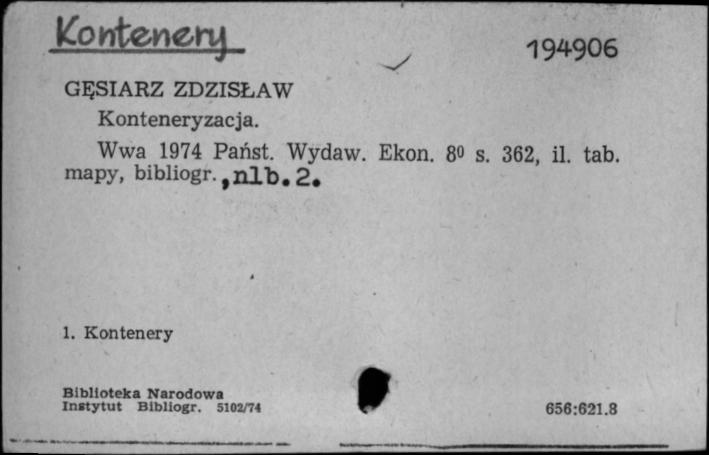 Kontenery
194906
GĘSIARZ ZDZISŁAW
Konteneryzacja.
Wwa 1974 Państ. Wydaw. Ekon. 8⁰ s. 362, il. tab.
mapy, bibliogr., nlb. 2.
1. Kontenery
Biblioteka Narodowa
Instytut Bibliogr. 5102/74
656:621.8